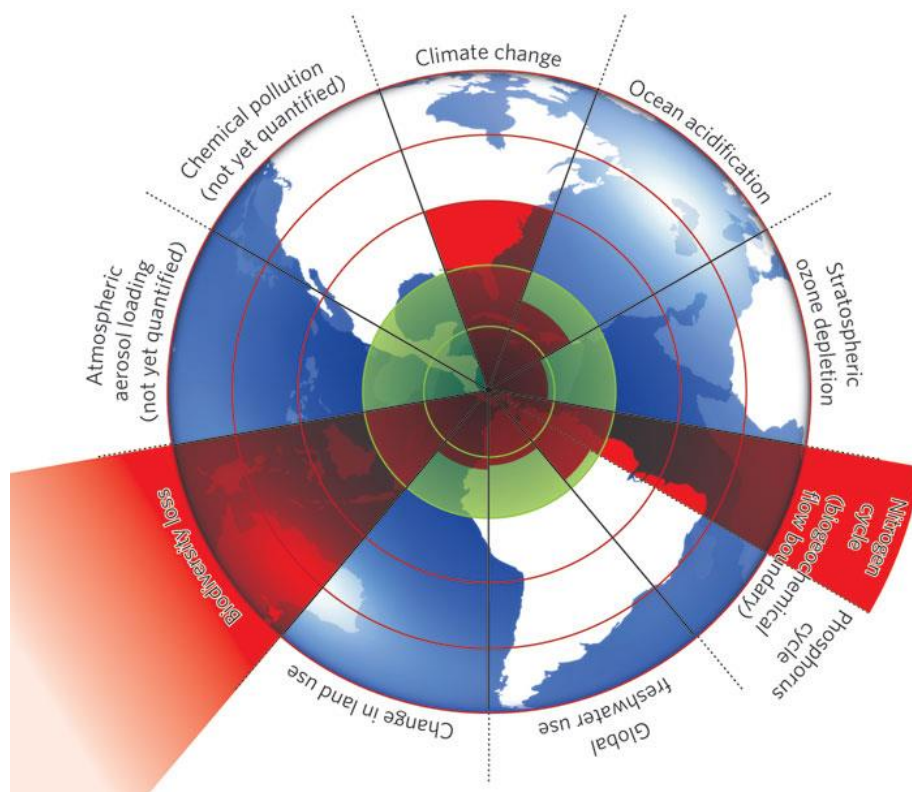 Climate change
Ocean acidification
Stratospheric
ozone depletion
Nitrogen
cycle
(biogeochemical
flow boundary)
Phosphorus
cycle
Global
freshwater use
Change in land use
Biodiversity loss
Atmospheric
aerosol loading
(not yet quantified)
Chemical pollution
(not yet quantified)